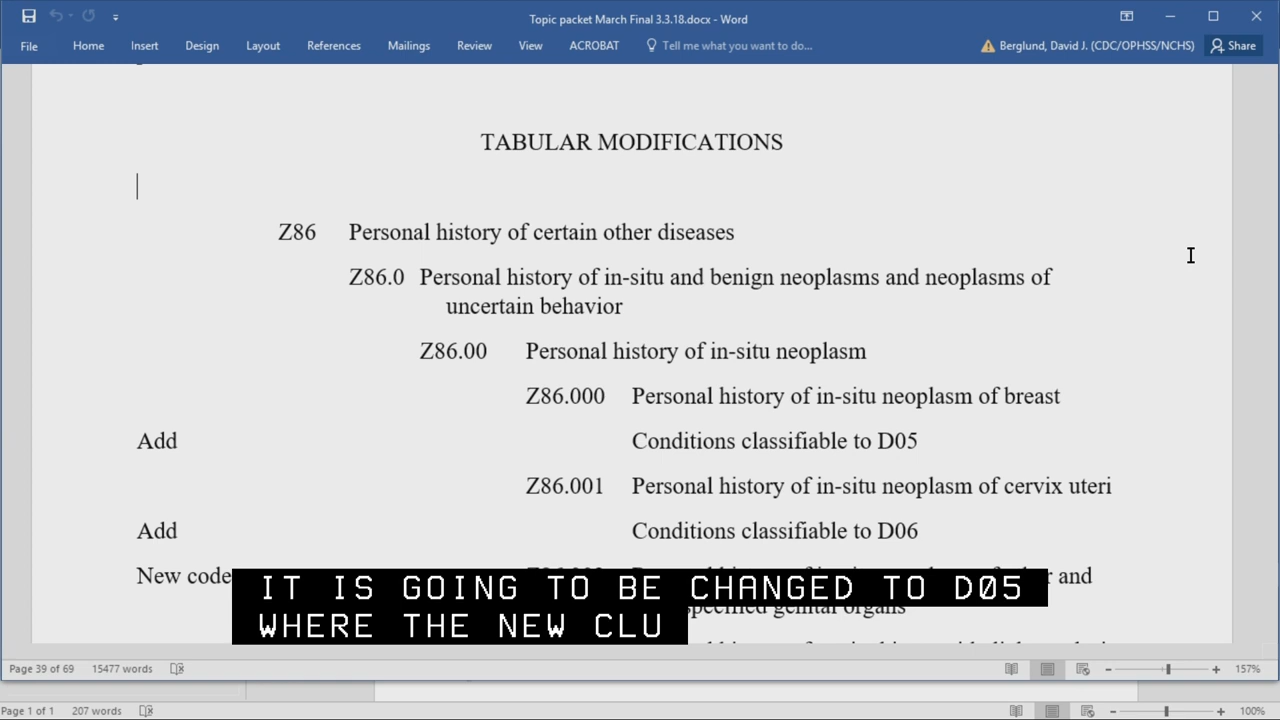 Topic packet March Final 3.3.18.docx - Word
File Home Insert Design Layout References Mailings Review View ACROBAT Tell me what you want to do... Berglund, David J. (CDC/OPHSS/NCHS) Share
TABULAR MODIFICATIONS
Z86 Personal history of certain other diseases
Z86.0 Personal history of in-situ and benign neoplasms and neoplasms of
uncertain behavior
Z86.00 Personal history of in-situ neoplasm
Z86.000 Personal history of in-situ neoplasm of breast
Add Conditions classifiable to D05
Z86.001 Personal history of in-situ neoplasm of cervix uteri
Add Conditions classifiable to D06
New code and
genital organs
IT IS GOING TO BE CHANGED TO D05
WHERE THE NEW CLU
Page 39 of 69 15477 words 157%
Page 1 of 1 207 words 100%